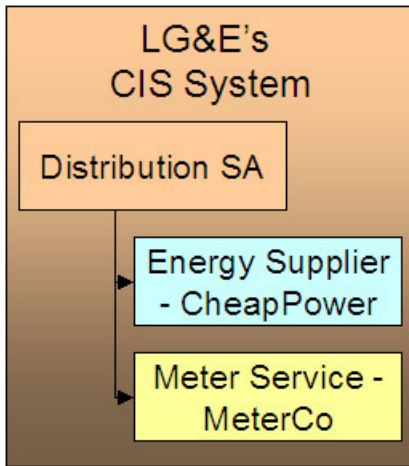 LG&E's
CIS System
Distribution SA
Energy Supplier
- CheapPower
Meter Service -
MeterCo